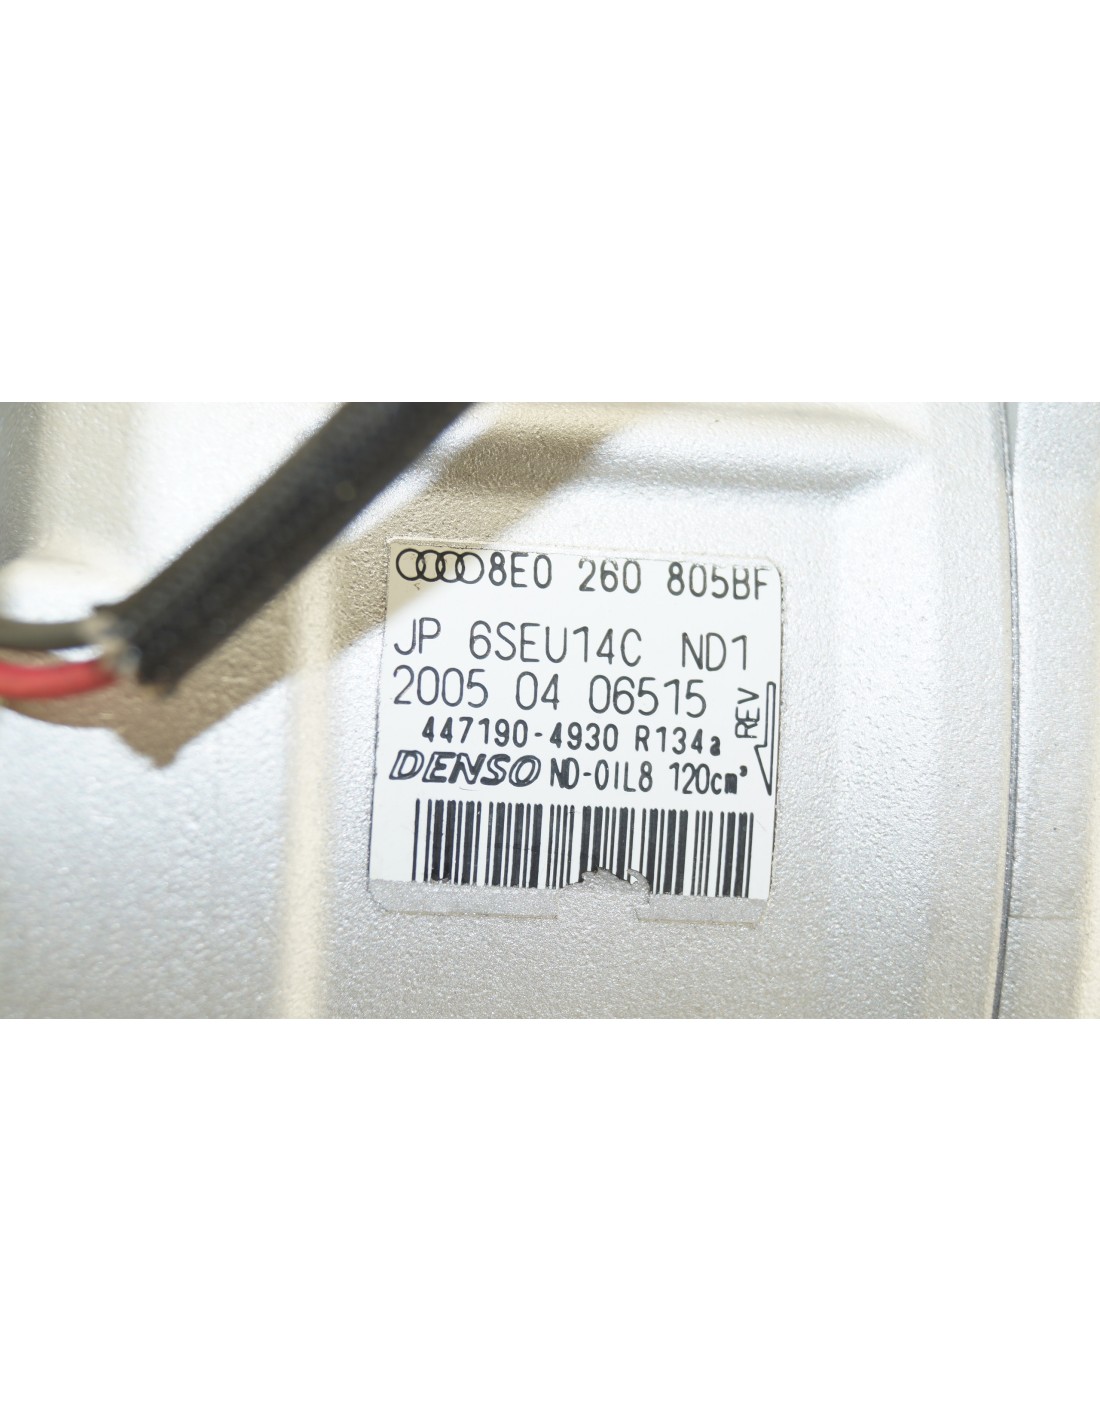 8E0 260 805BF
JP 6SEU14C ND1
2005 04 06515
REV
447190-4930 R134a
DENSO ND-OIL8 120cm³